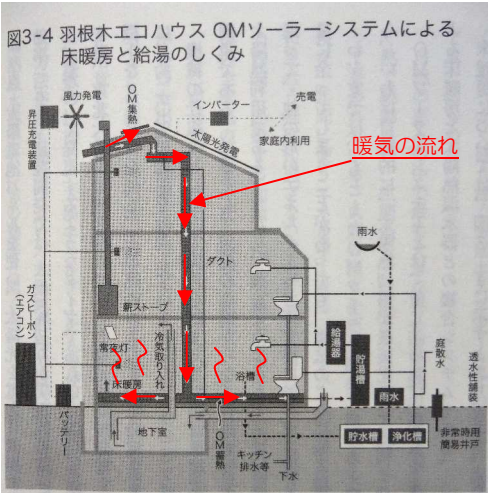 図3-4 羽根木エコハウス OMソーラーシステムによる
床暖房と給湯のしくみ
風力発電
OM集熱
インバーター
売電
家庭内利用
太陽光発電
昇圧充電装置
暖気の流れ
雨水
ダクト
ガスヒーポン
(エアコン)
薪ストーブ
冷気取り入れ
常夜灯
給湯器
貯湯槽
庭散水
透水性舗装
床暖房
浴槽
雨水
バッテリー
地下室
OM蓄熱
キッチン
排水等
下水
貯水槽
浄化槽
非常時用
簡易井戸